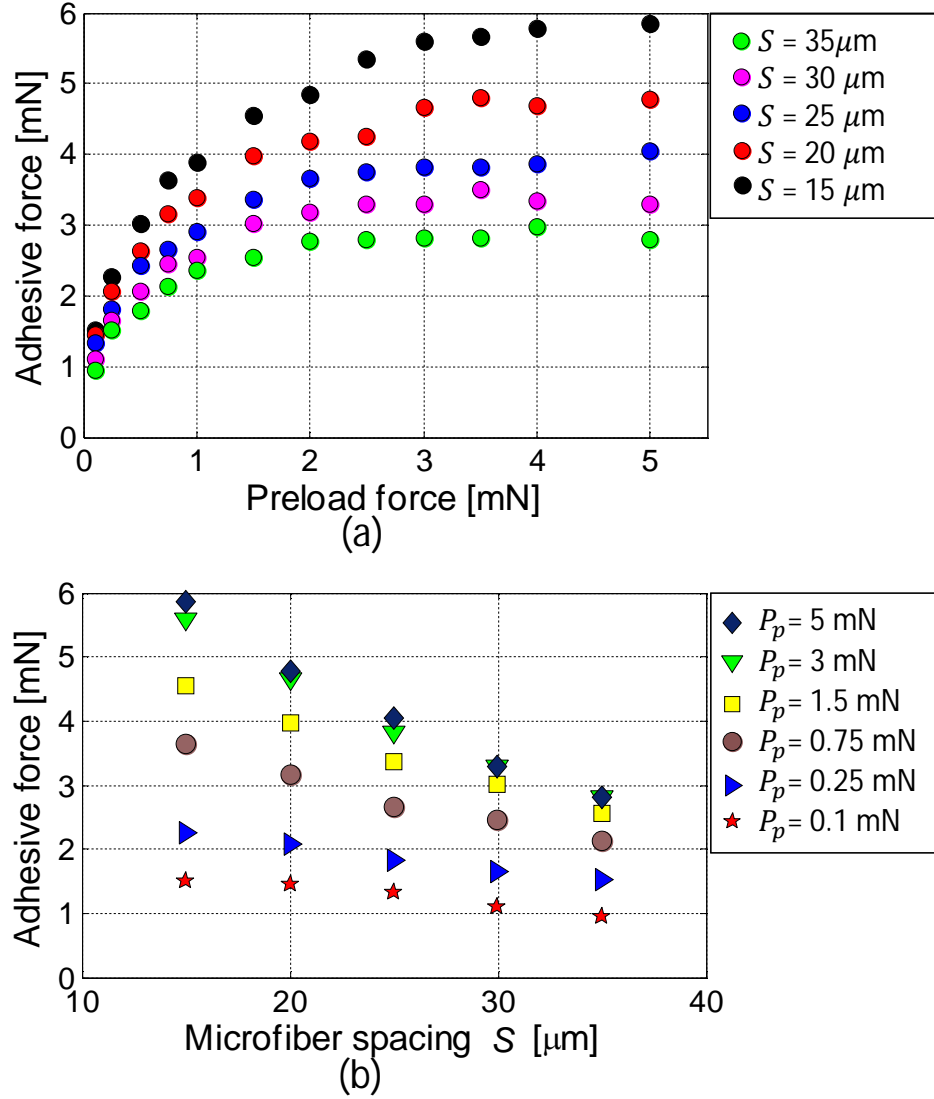 6
5
4
3
2
1
0
Adhesive force [mN]
0 1 2 3 4 5
Preload force [mN]
(a)
S = 35μm
S = 30 μm
S = 25 μm
S = 20 μm
S = 15 μm
6
5
4
3
2
1
0
Adhesive force [mN]
10 20 30 40
Microfiber spacing S [μm]
(b)
Pₚ= 5 mN
Pₚ= 3 mN
Pₚ= 1.5 mN
Pₚ= 0.75 mN
Pₚ= 0.25 mN
Pₚ= 0.1 mN